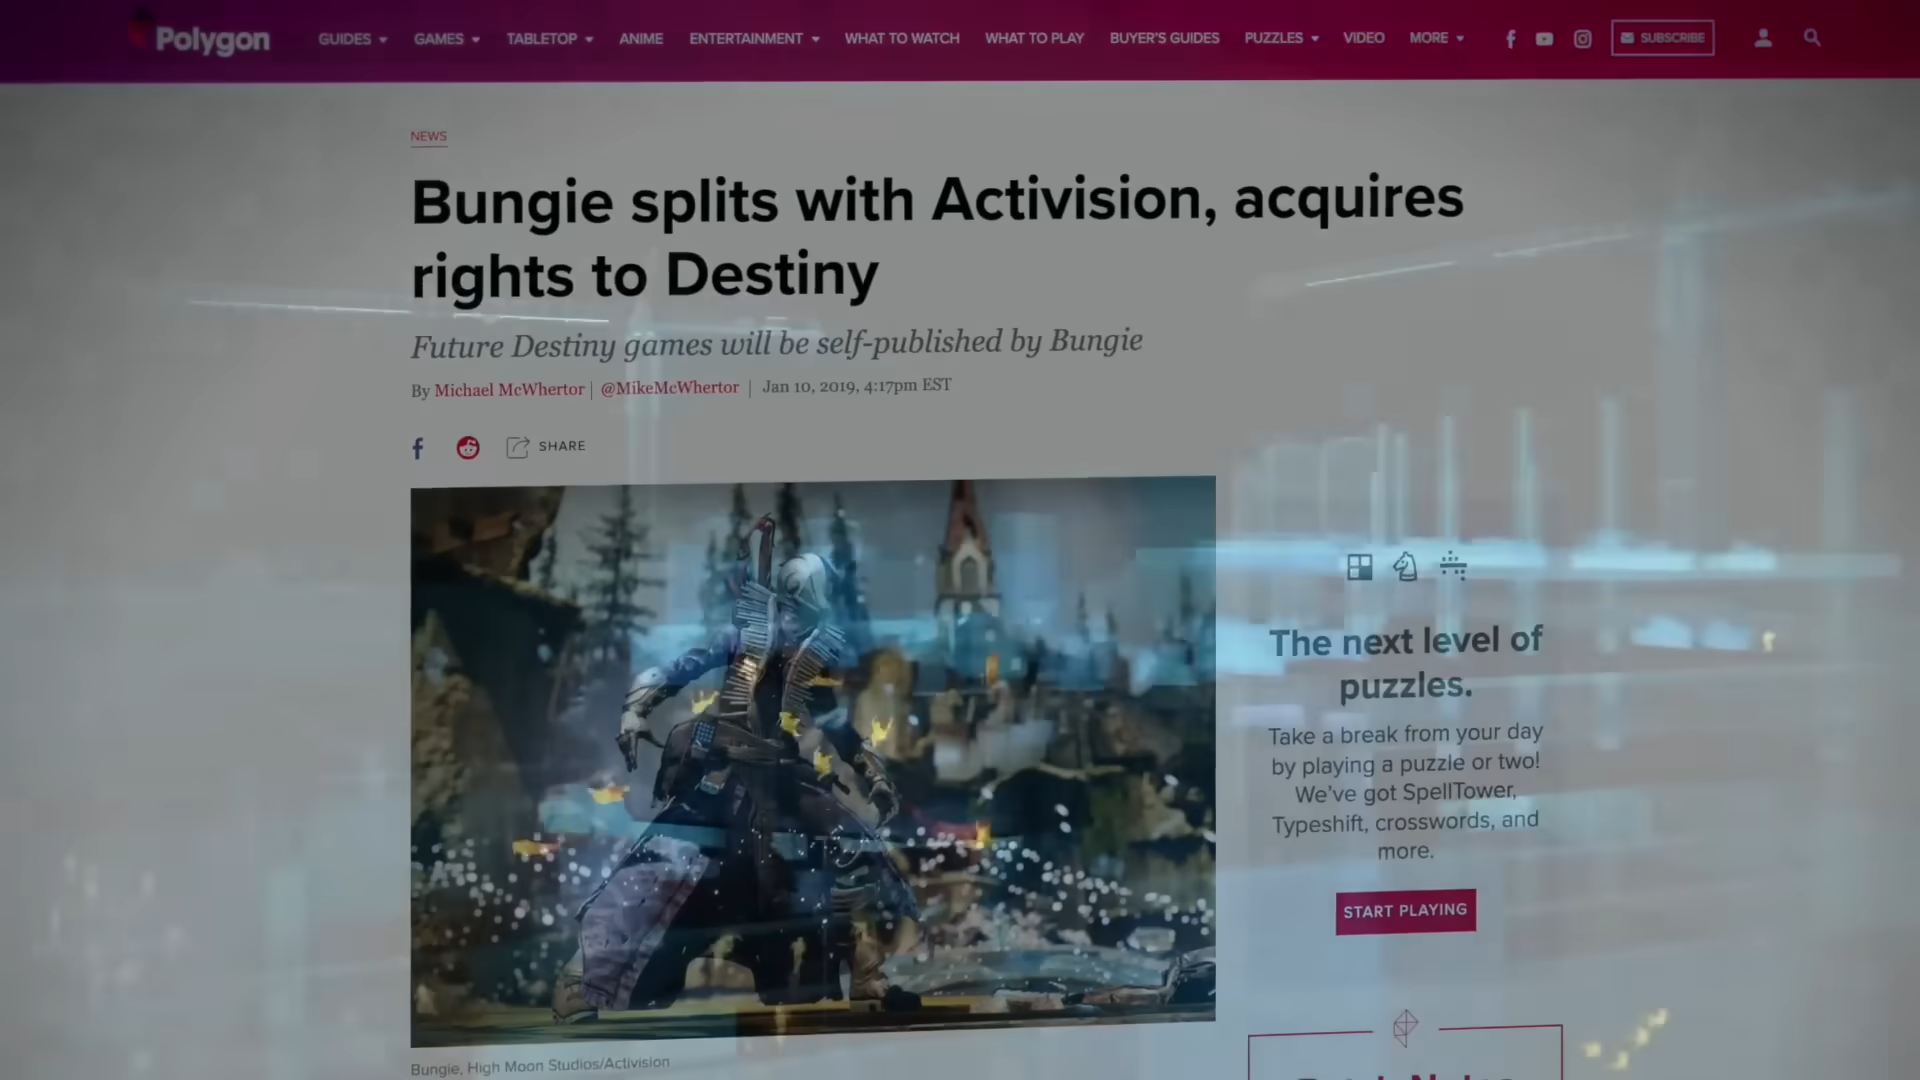 Polygon
GUIDES GAMES TABLETOP ANIME ENTERTAINMENT WHAT TO WATCH WHAT TO PLAY BUYER'S GUIDES PUZZLES VIDEO MORE SUBSCRIBE
NEWS
Bungie splits with Activision, acquires
rights to Destiny
Future Destiny games will be self-published by Bungie
By Michael McWhertor | @MikeMcWhertor | Jan 10, 2019, 4:17pm EST
SHARE
Bungie, High Moon Studios/Activision
The next level of
puzzles.
Take a break from your day
by playing a puzzle or two!
We've got SpellTower,
Typeshift, crosswords, and
more.
START PLAYING